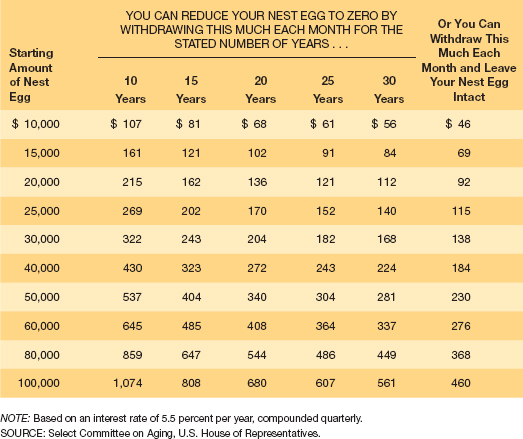 YOU CAN REDUCE YOUR NEST EGG TO ZERO BY
WITHDRAWING THIS MUCH EACH MONTH FOR THE
STATED NUMBER OF YEARS . . .
Or You Can
Withdraw This
Much Each
Month and Leave
Your Nest Egg
Intact
Starting
Amount
of Nest
Egg
10 15 20 25 30
Years Years Years Years Years
$ 10,000 $ 107 $ 81 $ 68 $ 61 $ 56 $ 46
15,000 161 121 102 91 84 69
20,000 215 162 136 121 112 92
25,000 269 202 170 152 140 115
30,000 322 243 204 182 168 138
40,000 430 323 272 243 224 184
50,000 537 404 340 304 281 230
60,000 645 485 408 364 337 276
80,000 859 647 544 486 449 368
100,000 1,074 808 680 607 561 460
NOTE: Based on an interest rate of 5.5 percent per year, compounded quarterly.
SOURCE: Select Committee on Aging, U.S. House of Representatives.